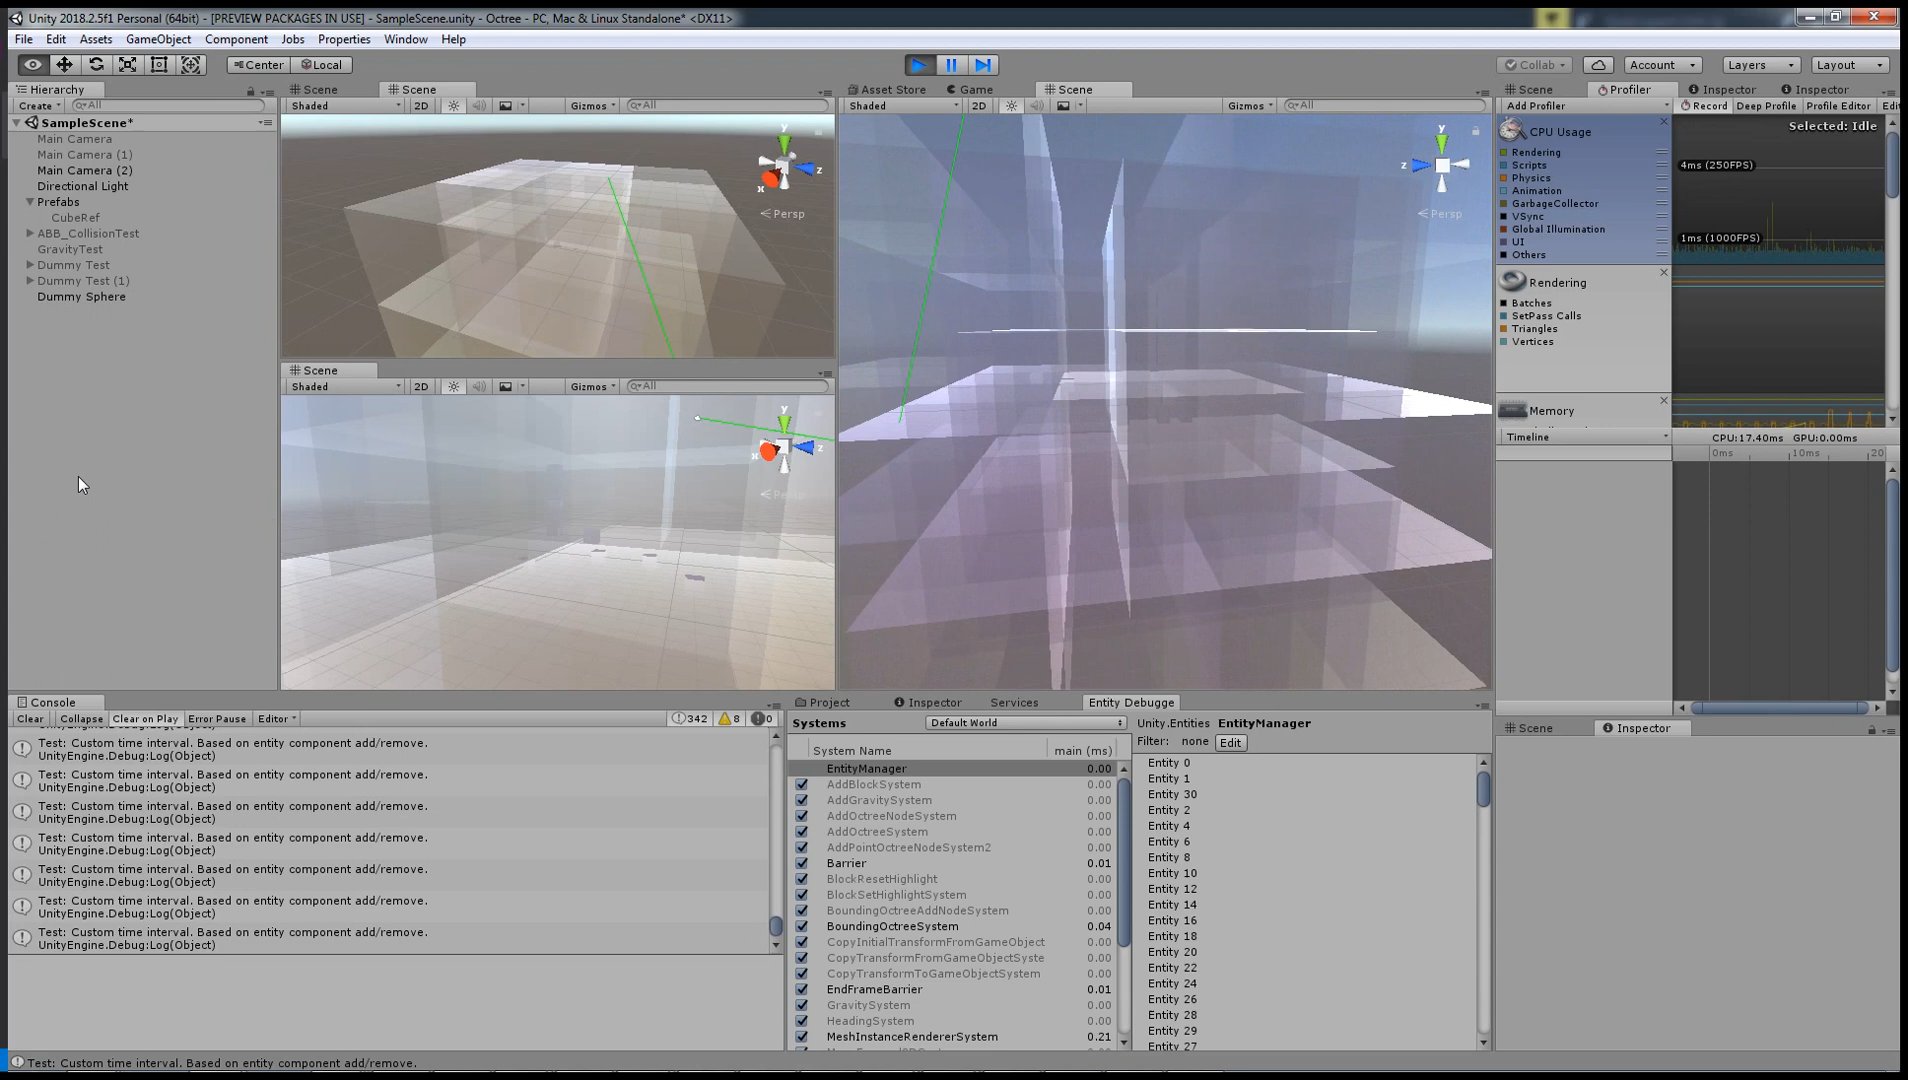 Unity 2018.2.5f1 Personal (64bit) - [PREVIEW PACKAGES IN USE] - SampleScene.unity - Octree - PC, Mac & Linux Standalone* <DX11>
File Edit Assets GameObject Component Jobs Properties Window Help
Center Local Collab Account Layers Layout
Hierarchy
Create All
SampleScene*
Main Camera
Main Camera (1)
Main Camera (2)
Directional Light
Prefabs
CubeRef
ABB_CollisionTest
GravityTest
Dummy Test
Dummy Test (1)
Dummy Sphere
Scene Scene
Shaded 2D Gizmos All
y
x
z
Persp
Scene
Shaded 2D Gizmos All
y
x
z
Asset Store Game Scene
Shaded 2D Gizmos All
y
z
Persp
Scene Profiler Inspector Inspector
Add Profiler Record Deep Profile Profile Editor
Selected: Idle
CPU Usage
Rendering
Scripts
Physics
Animation
GarbageCollector
VSync
Global Illumination
UI
Others
4ms (250FPS)
1ms (1000FPS)
Rendering
Batches
SetPass Calls
Triangles
Vertices
Memory
Timeline CPU:17.40ms GPU:0.00ms
0ms 10ms 20
Scene Inspector
Console
Clear Collapse Clear on Play Error Pause Editor 342 8 0
UnityEngine.Debug:Log(Object)
Test: Custom time interval. Based on entity component add/remove.
UnityEngine.Debug:Log(Object)
Test: Custom time interval. Based on entity component add/remove.
UnityEngine.Debug:Log(Object)
Test: Custom time interval. Based on entity component add/remove.
UnityEngine.Debug:Log(Object)
Test: Custom time interval. Based on entity component add/remove.
UnityEngine.Debug:Log(Object)
Test: Custom time interval. Based on entity component add/remove.
UnityEngine.Debug:Log(Object)
Test: Custom time interval. Based on entity component add/remove.
UnityEngine.Debug:Log(Object)
Test: Custom time interval. Based on entity component add/remove.
UnityEngine.Debug:Log(Object)
Project Inspector Services Entity Debugge
Systems Default World
System Name main (ms)
EntityManager 0.00
AddBlockSystem 0.00
AddGravitySystem 0.00
AddOctreeNodeSystem 0.00
AddOctreeSystem 0.00
AddPointOctreeNodeSystem2 0.00
Barrier 0.01
BlockResetHighlight 0.00
BlockSetHighlightSystem 0.00
BoundingOctreeAddNodeSystem 0.00
BoundingOctreeSystem 0.04
CopyInitialTransformFromGameObject 0.00
CopyTransformFromGameObjectSyste 0.00
CopyTransformToGameObjectSystem 0.00
EndFrameBarrier 0.01
GravitySystem 0.00
HeadingSystem 0.00
MeshInstanceRendererSystem 0.21
Unity.Entities EntityManager
Filter: none Edit
Entity 0
Entity 1
Entity 30
Entity 2
Entity 4
Entity 6
Entity 8
Entity 10
Entity 12
Entity 14
Entity 16
Entity 18
Entity 20
Entity 22
Entity 24
Entity 26
Entity 28
Entity 29
Entity 27
Test: Custom time interval. Based on entity component add/remove.